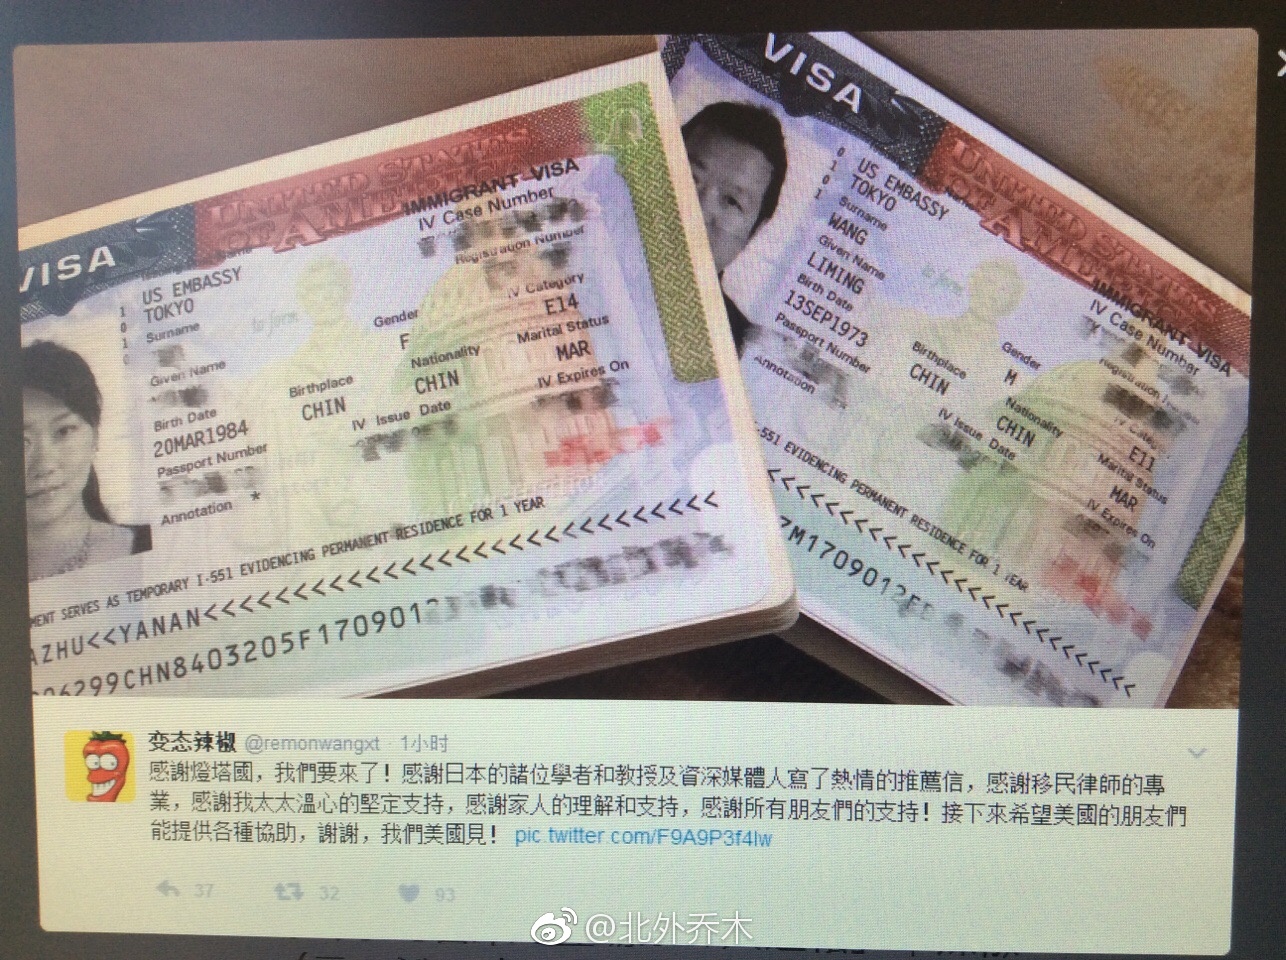 VISA
UNITED STATES
OF AMERICA
IMMIGRANT VISA
IV Case Number
Registration Number
US EMBASSY
TOKYO
Surname
Given Name
Birth Date
20MAR1984
Passport Number
Annotation *
Gender
F
Birthplace
CHIN
Nationality
CHIN
IV Issue Date
IV Category
E14
Marital Status
MAR
IV Expires On
MENT SERVES AS TEMPORARY I-551 EVIDENCING PERMANENT RESIDENCE FOR 1 YEAR
AZHU<<YANAN<<<<<<<<<<<<<<<<<<<<<<<<<<<<
6299CHN8403205F1709012
VISA
UNITED STATES
OF AMERICA
IMMIGRANT VISA
IV Case Number
Registration
US EMBASSY
TOKYO
Surname
WANG
Given Name
LIMING
Birth Date
13SEP1973
Passport Number
Annotation
Birthplace
CHIN
Gender
M
Nationality
CHIN
IV Issue Date
E11
Marital Status
MAR
IV Expires On
I-551 EVIDENCING PERMANENT RESIDENCE FOR 1 YEAR
<<<<<<<<<<<<<<<<<<<<<<<<<<<<
M1709012
变态辣椒 @remonwangxt · 1小时
感謝燈塔國，我們要來了！感謝日本的諸位學者和教授及資深媒體人寫了熱情的推薦信，感謝移民律師的專
業，感謝我太太溫心的堅定支持，感謝家人的理解和支持，感謝所有朋友們的支持！接下來希望美國的朋友們
能提供各種協助，謝謝，我們美國見！ pic.twitter.com/F9A9P3f4lw
37 32 93
@北外乔木